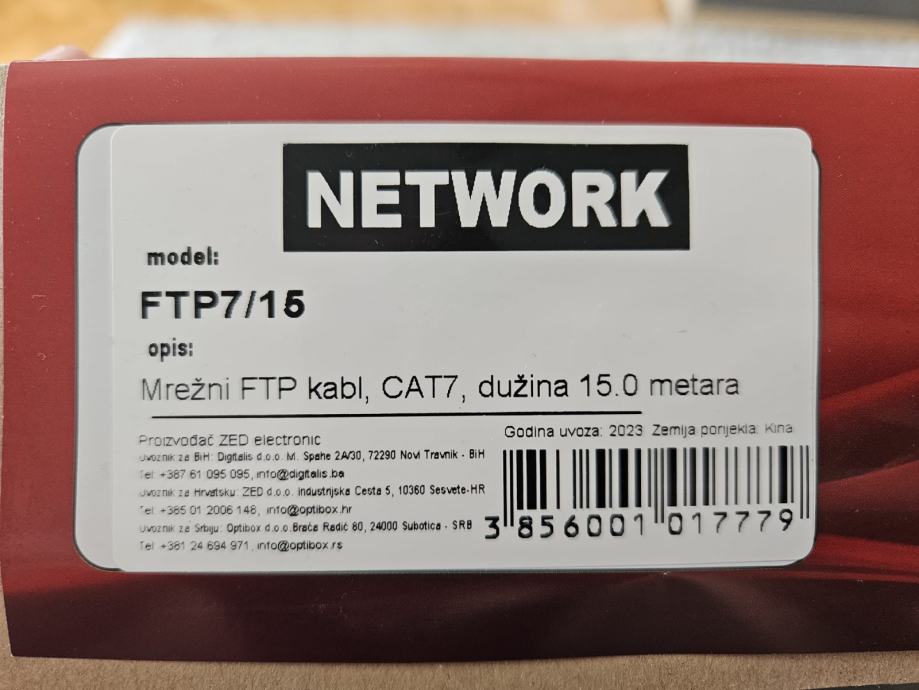 NETWORK
model:
FTP7/15
opis:
Mrežni FTP kabl, CAT7, dužina 15.0 metara
Proizvođač ZED electronic
Uvoznik za BiH: Digitalis d.o.o. M. Spahe 2A/30, 72290 Novi Travnik - BiH
Tel: +387 61 095 095, info@digitalis.ba
Uvoznik za Hrvatsku: ZED d.o.o. Industrijska Cesta 5, 10360 Sesvete-HR
Tel: +385 01 2006 148, info@optibox.hr
Uvoznik za Srbiju: Optibox d.o.o.Braća Radić 60, 24000 Subotica - SRB
Tel: +381 24 694 971, info@optibox.rs
Godina uvoza: 2023 Zemlja porijekla: Kina
3 856001 017779